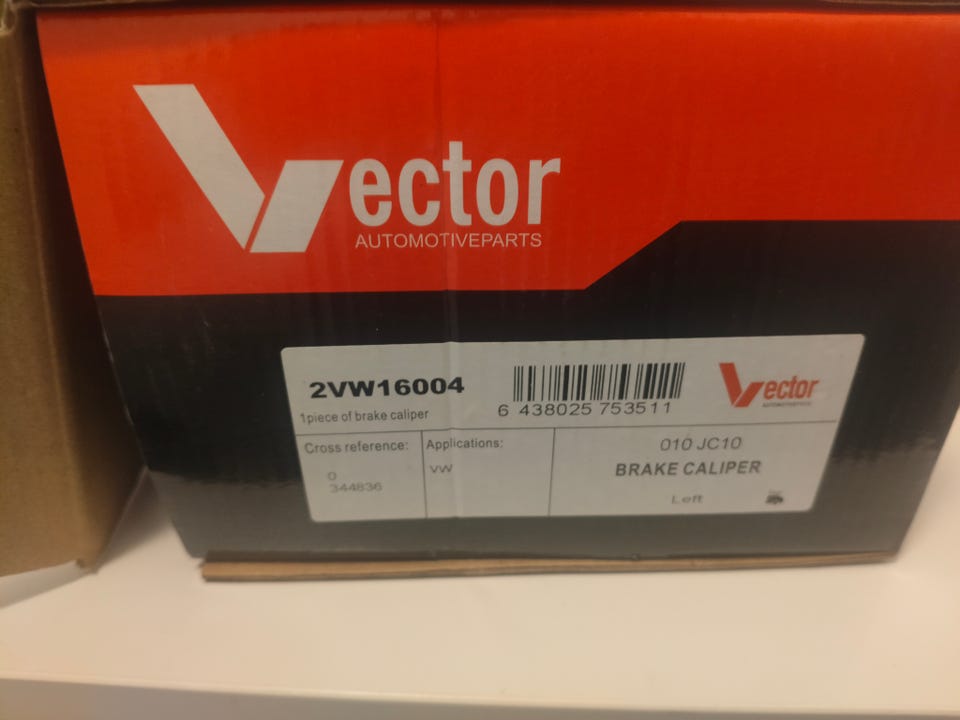 Vector
AUTOMOTIVEPARTS
2VW16004
1piece of brake caliper
6 438025 753511
Vector
AUTOMOTIVEPARTS
Cross reference:
0
344836
Applications:
VW
010 JC10
BRAKE CALIPER
Left